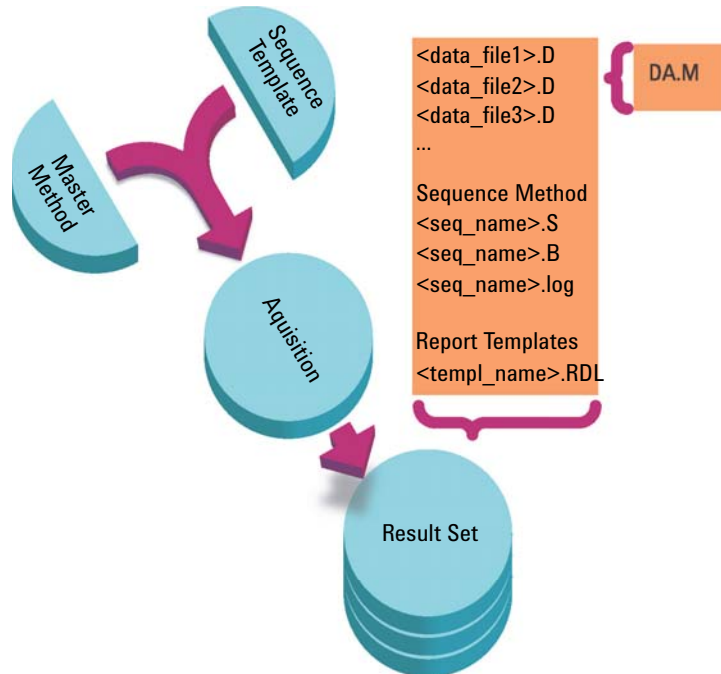 Sequence
Template
Master
Method
Aquisition
Result Set
<data_file1>.D
<data_file2>.D
<data_file3>.D
...
Sequence Method
<seq_name>.S
<seq_name>.B
<seq_name>.log
Report Templates
<templ_name>.RDL
DA.M